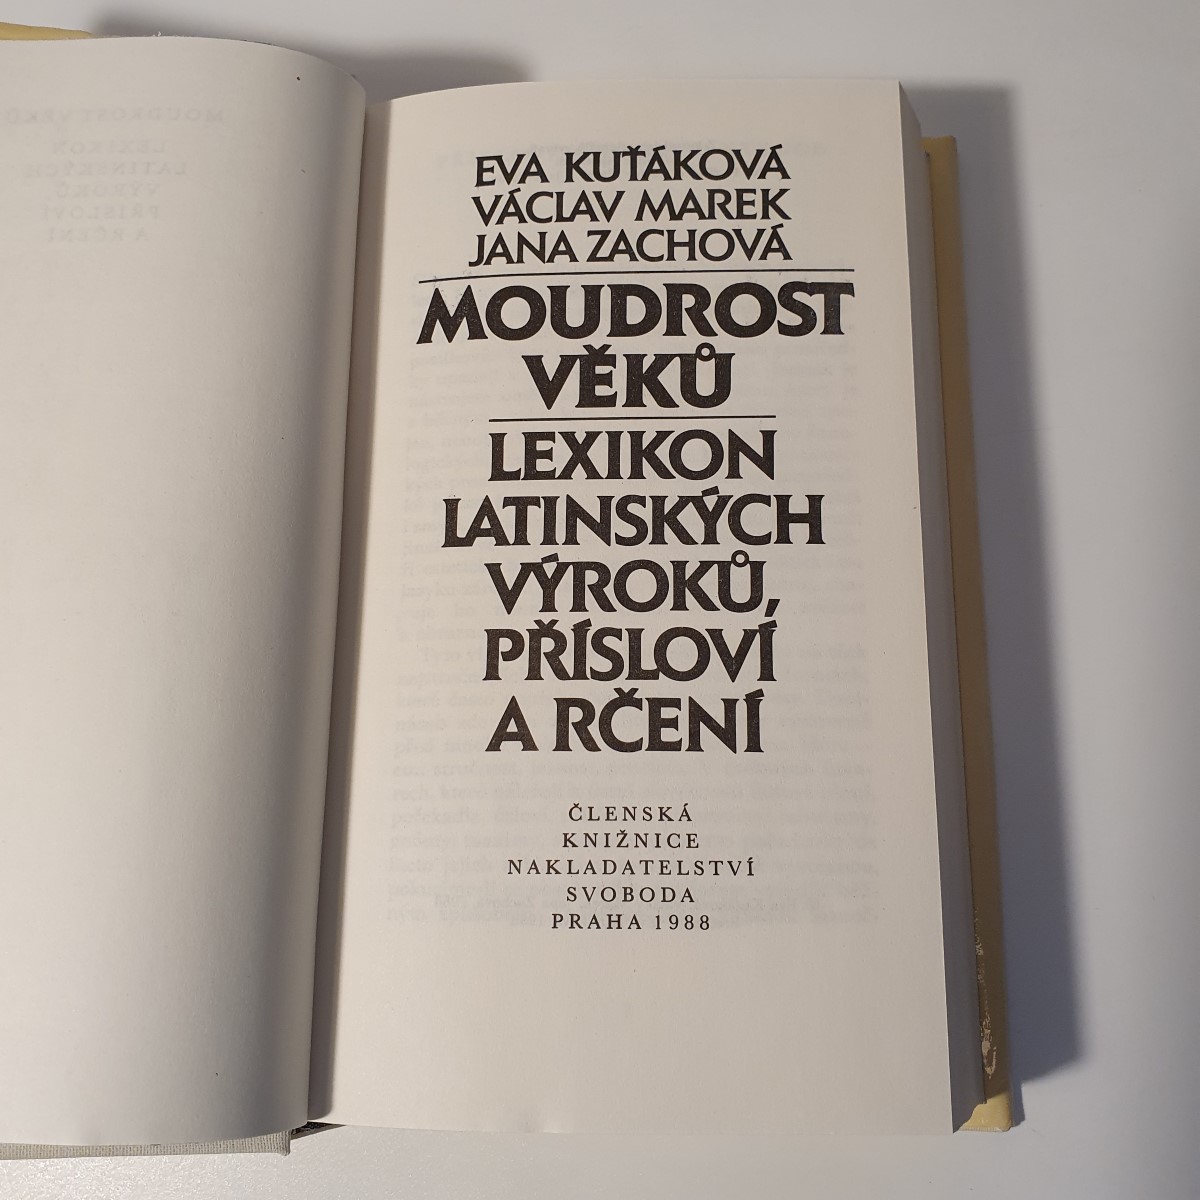 EVA KUŤÁKOVÁ
VÁCLAV MAREK
JANA ZACHOVÁ
MOUDROST
VĚKŮ
LEXIKON
LATINSKÝCH
VÝROKŮ,
PŘÍSLOVÍ
A RČENÍ
ČLENSKÁ
KNIŽNICE
NAKLADATELSTVÍ
SVOBODA
PRAHA 1988